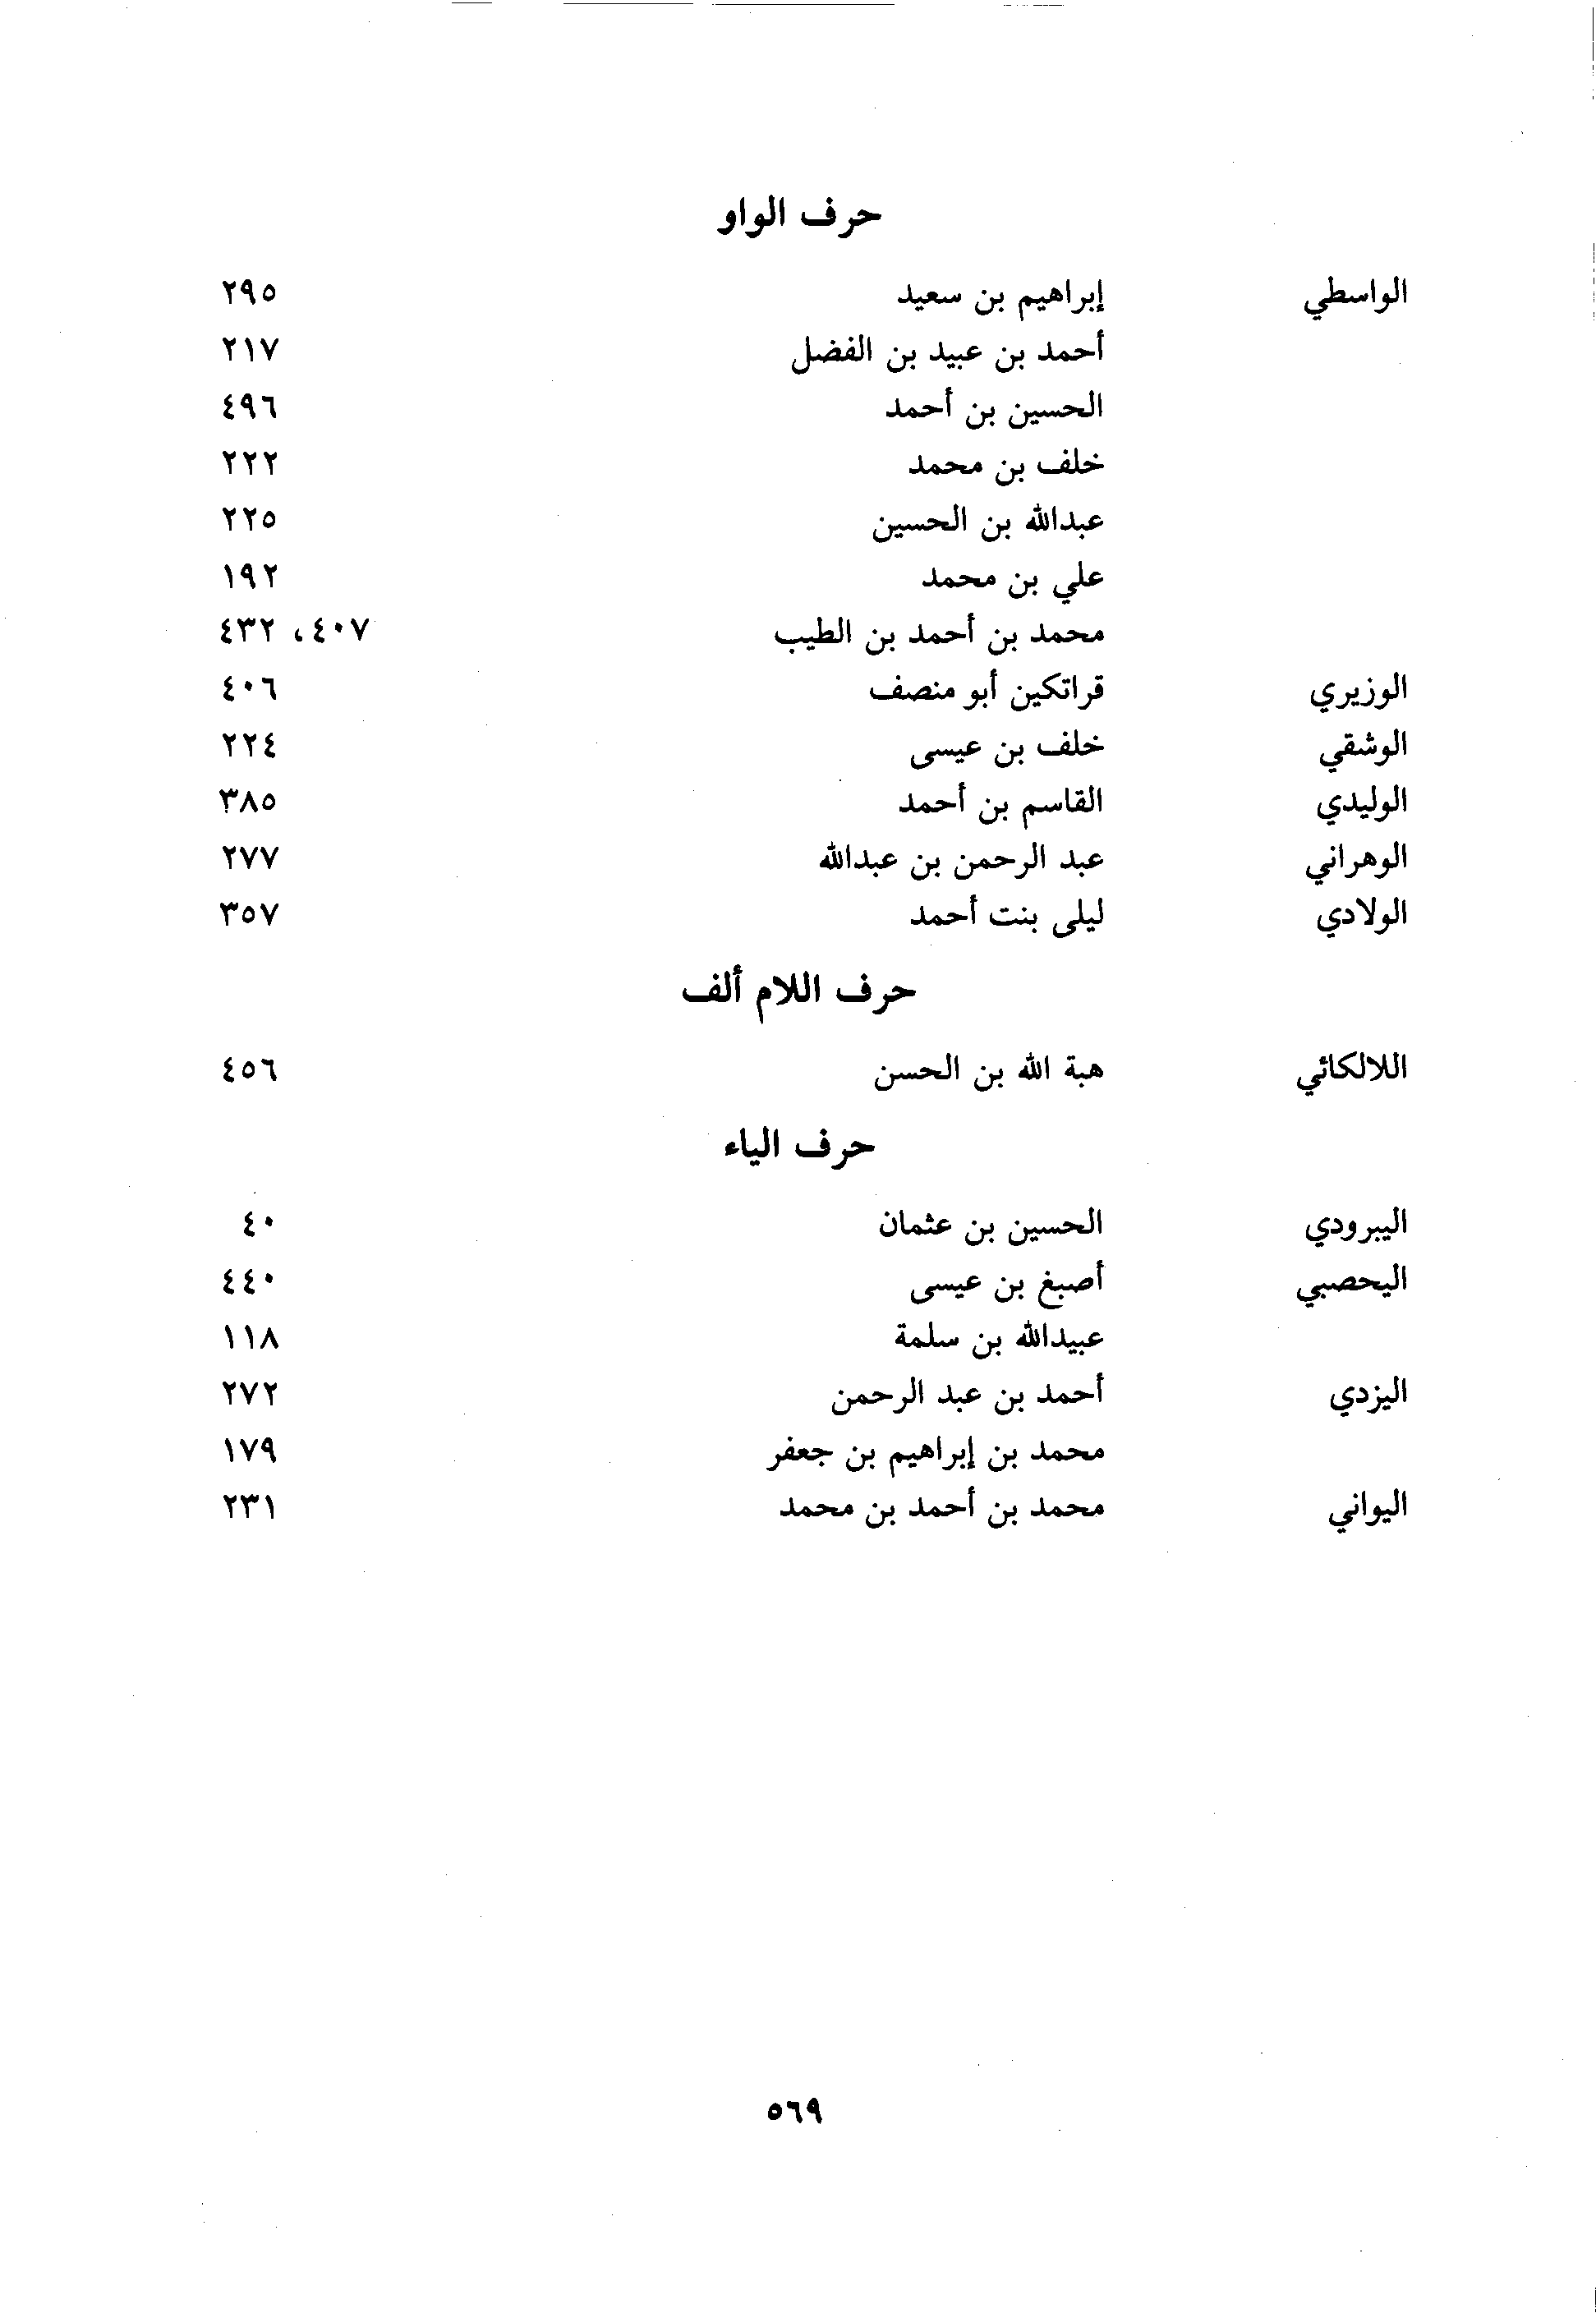 حرف الواو
الواسطي إبراهيم بن سعيد ٢٩٥
أحمد بن عبيد بن الفضل ٢١٧
الحسين بن أحمد ٤٩٦
خلف بن محمد ٢٢٢
عبدالله بن الحسين ٢٢٥
علي بن محمد ١٩٢
محمد بن أحمد بن الطيب ٤٠٧، ٤٣٢
الوزيري قراتكين أبو منصف ٤٠٦
الوشقي خلف بن عيسى ٢٢٤
الوليدي القاسم بن أحمد ٣٨٥
الوهراني عبد الرحمن بن عبدالله ٢٧٧
الولادي ليلى بنت أحمد ٣٥٧
حرف اللام ألف
اللالكائي هبة الله بن الحسن ٤٥٦
حرف الياء
اليبرودي الحسين بن عثمان ٤٠
اليحصبي أصبغ بن عيسى ٤٤٠
عبيدالله بن سلمة ١١٨
اليزدي أحمد بن عبد الرحمن ٢٧٢
محمد بن إبراهيم بن جعفر ١٧٩
اليواني محمد بن أحمد بن محمد ٢٣١
٥٦٩